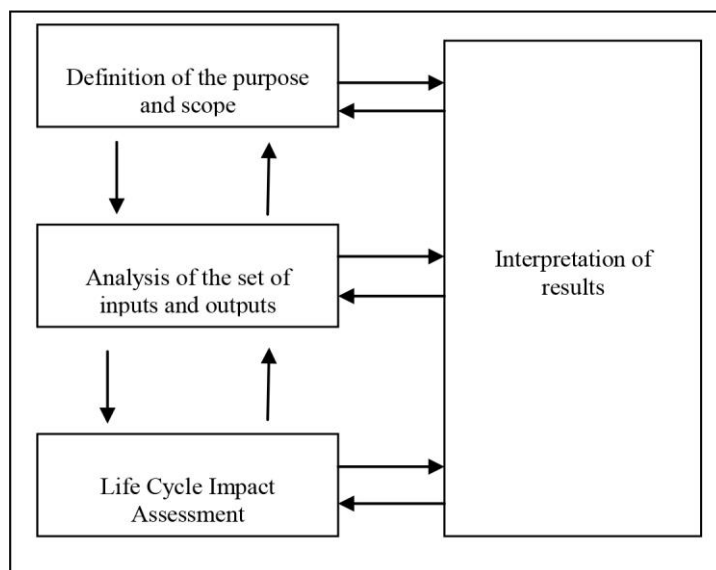 Definition of the purpose
and scope
Analysis of the set of
inputs and outputs
Life Cycle Impact
Assessment
Interpretation of
results